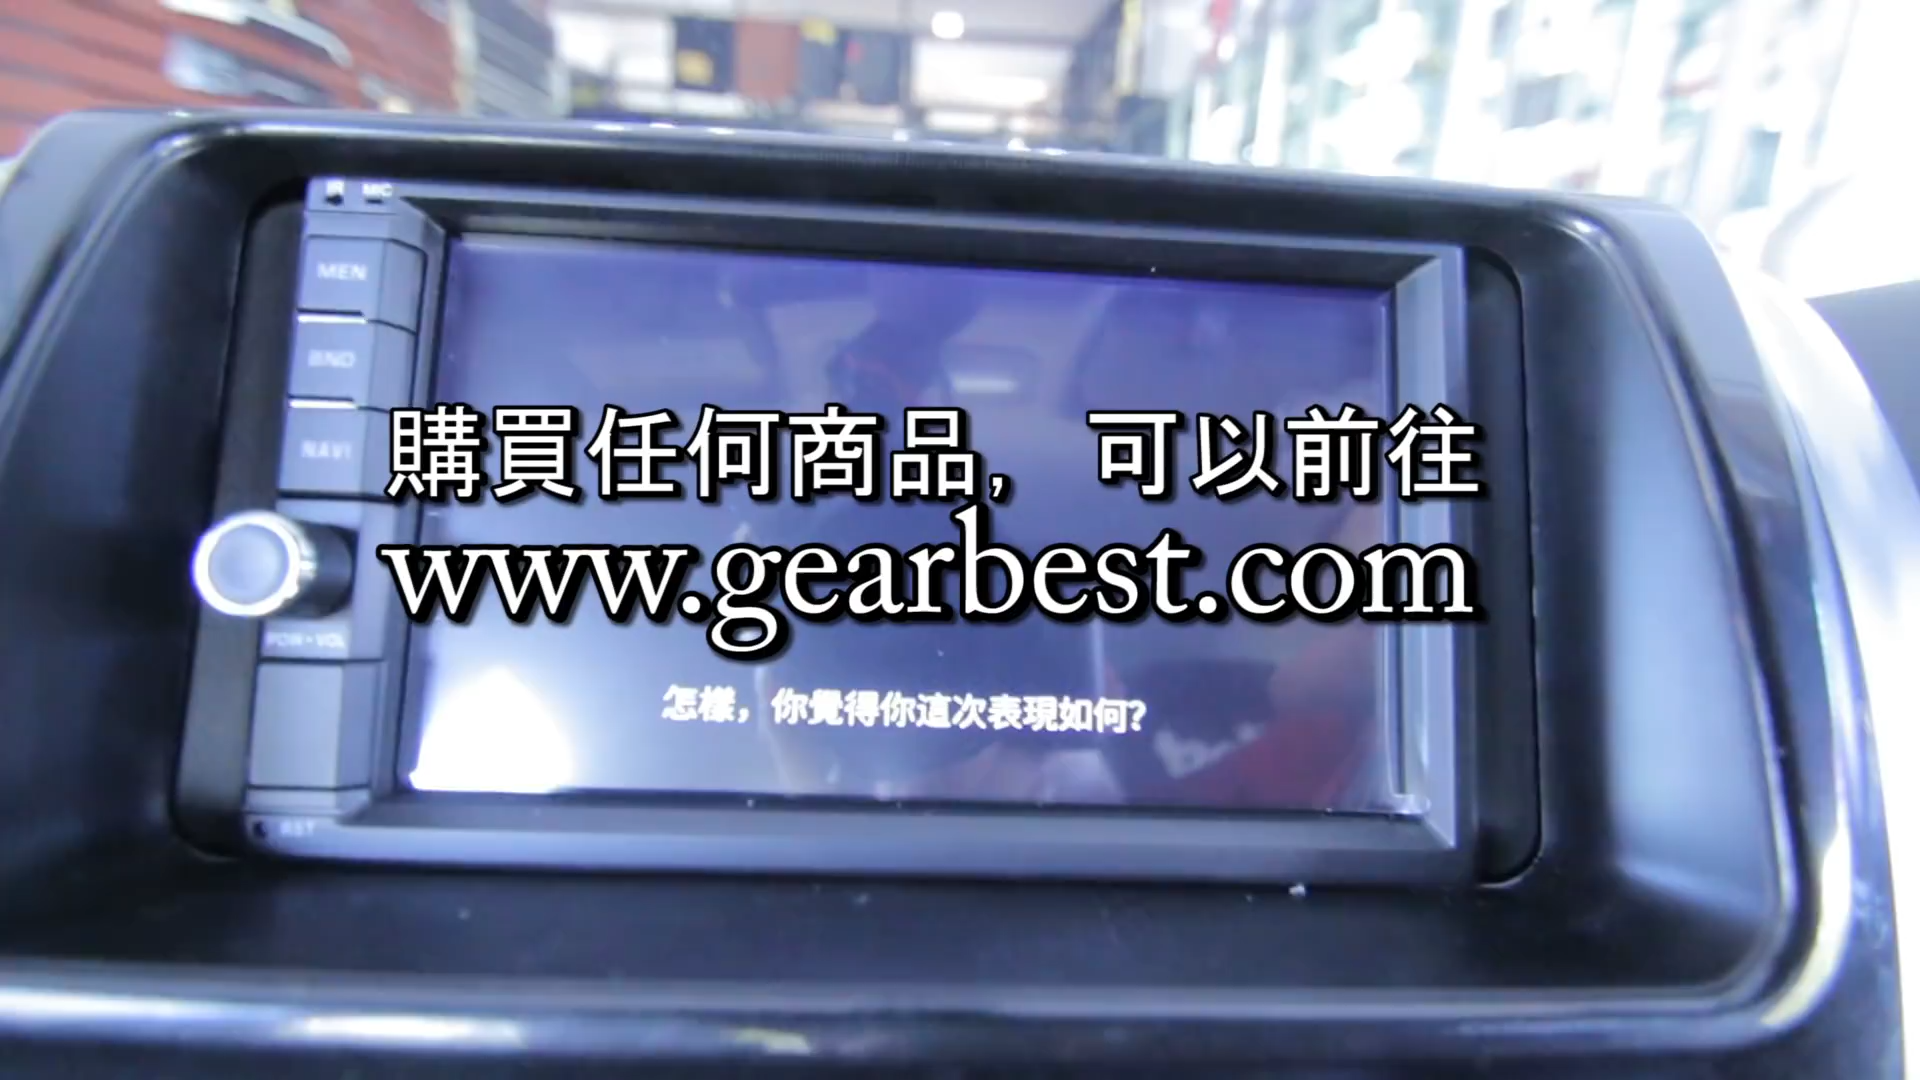 IR MIC
MEN
BND
NAVI
購買任何商品，可以前往
www.gearbest.com
POW•VOL
怎樣，你覺得你這次表現如何？
RST